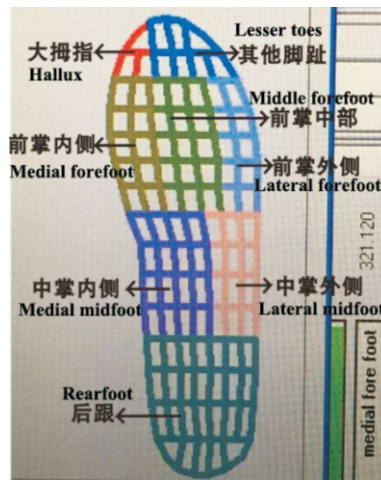 Lesser toes
大拇指
其他脚趾
Hallux
Middle forefoot
前掌中部
前掌内侧
Medial forefoot
前掌外侧
Lateral forefoot
中掌内侧
中掌外侧
Medial midfoot
Lateral midfoot
Rearfoot
后跟
321.120
medial fore foot